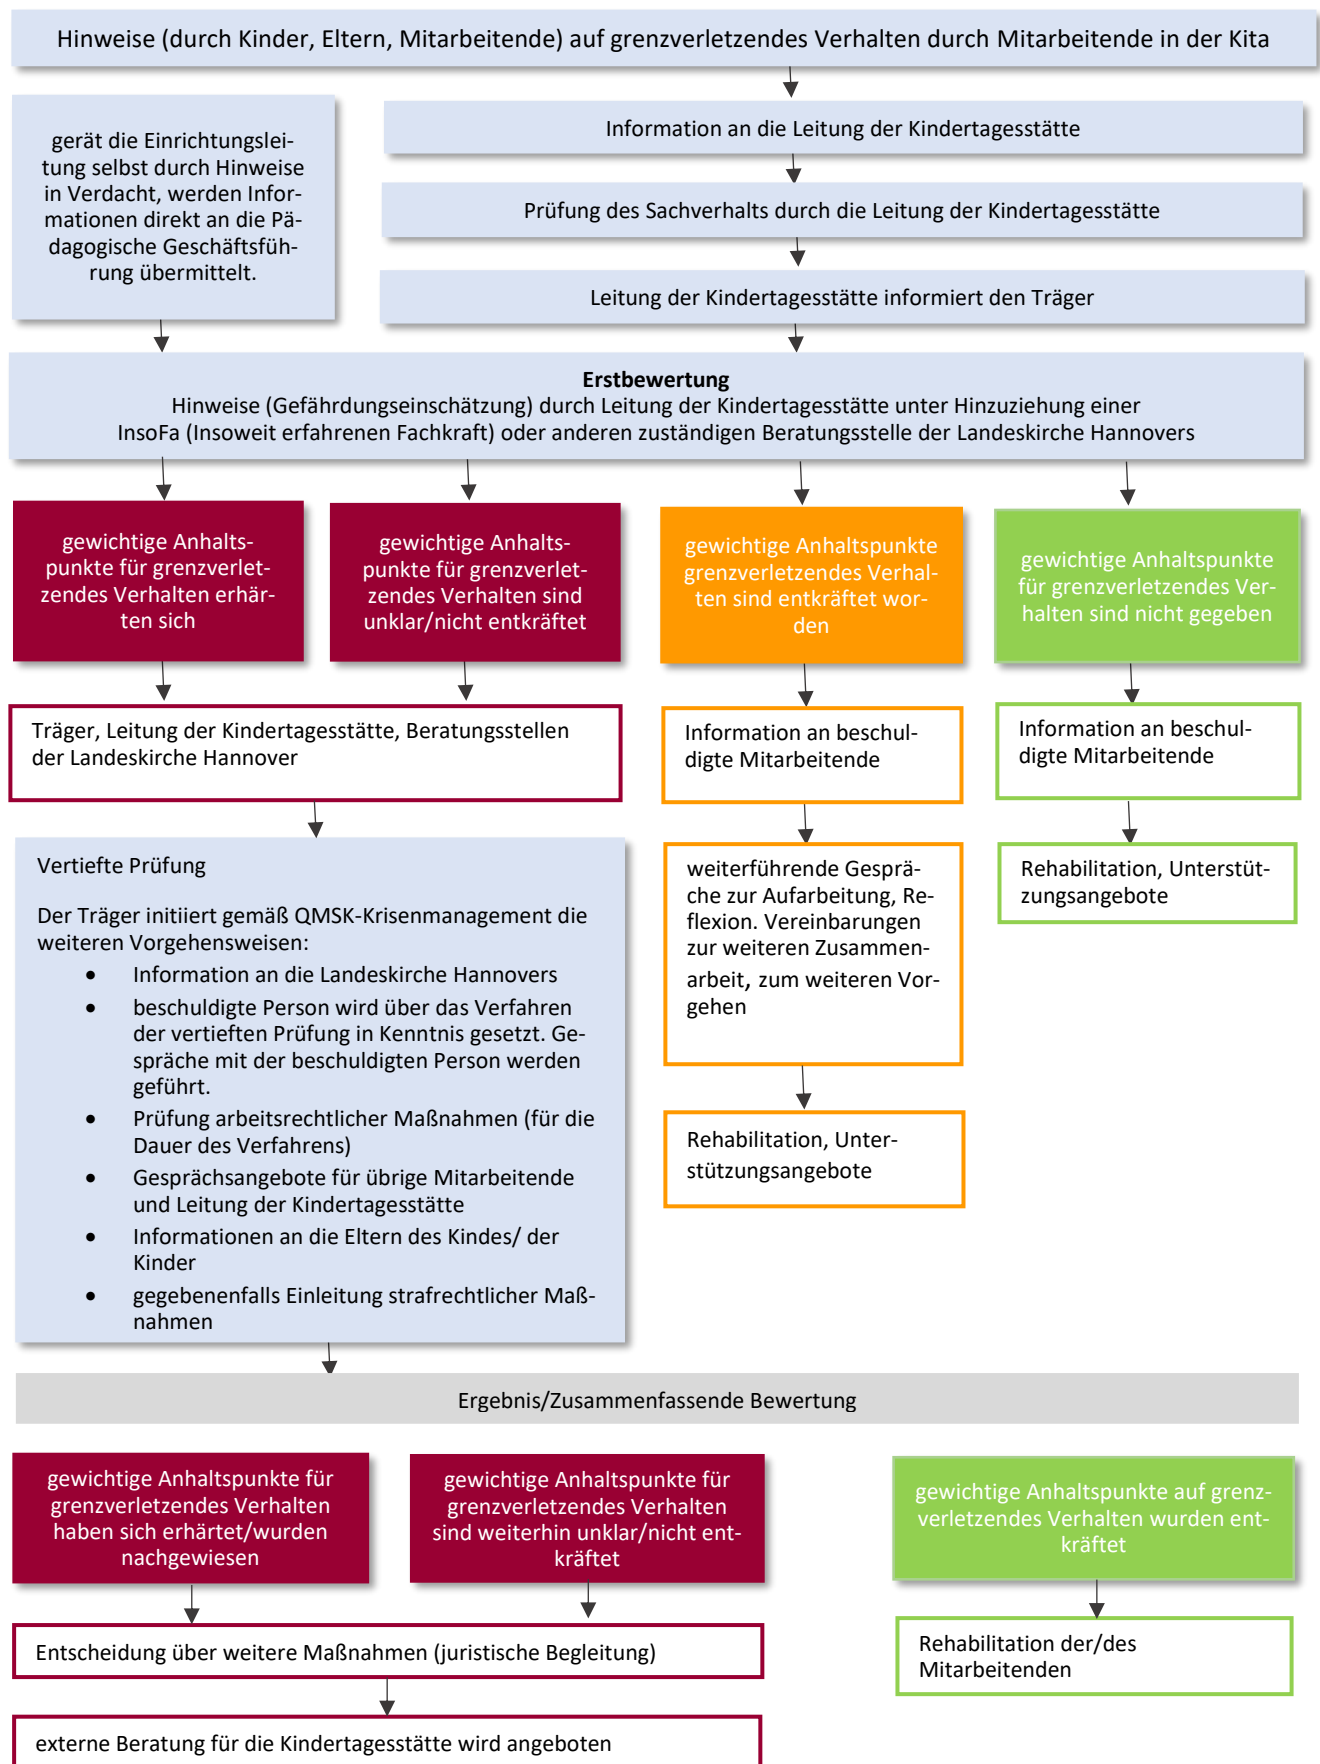 Hinweise (durch Kinder, Eltern, Mitarbeitende) auf grenzverletzendes Verhalten durch Mitarbeitende in der Kita
gerät die Einrichtungslei-
tung selbst durch Hinweise
in Verdacht, werden Infor-
mationen direkt an die Pä-
dagogische Geschäftsfüh-
rung übermittelt.
Information an die Leitung der Kindertagesstätte
Prüfung des Sachverhalts durch die Leitung der Kindertagesstätte
Leitung der Kindertagesstätte informiert den Träger
Erstbewertung
Hinweise (Gefährdungseinschätzung) durch Leitung der Kindertagesstätte unter Hinzuziehung einer
InsoFa (Insoweit erfahrenen Fachkraft) oder anderen zuständigen Beratungsstelle der Landeskirche Hannovers
gewichtige Anhalts-
punkte für grenzverlet-
zendes Verhalten erhär-
ten sich
gewichtige Anhalts-
punkte für grenzverlet-
zendes Verhalten sind
unklar/nicht entkräftet
gewichtige Anhaltspunkte
grenzverletzendes Verhal-
ten sind entkräftet wor-
den
gewichtige Anhaltspunkte
für grenzverletzendes Ver-
halten sind nicht gegeben
Träger, Leitung der Kindertagesstätte, Beratungsstellen
der Landeskirche Hannover
Information an beschul-
digte Mitarbeitende
Information an beschul-
digte Mitarbeitende
Vertiefte Prüfung
Der Träger initiiert gemäß QMSK-Krisenmanagement die
weiteren Vorgehensweisen:
• Information an die Landeskirche Hannovers
• beschuldigte Person wird über das Verfahren
der vertieften Prüfung in Kenntnis gesetzt. Ge-
spräche mit der beschuldigten Person werden
geführt.
• Prüfung arbeitsrechtlicher Maßnahmen (für die
Dauer des Verfahrens)
• Gesprächsangebote für übrige Mitarbeitende
und Leitung der Kindertagesstätte
• Informationen an die Eltern des Kindes/ der
Kinder
• gegebenenfalls Einleitung strafrechtlicher Maß-
nahmen
weiterführende Gesprä-
che zur Aufarbeitung, Re-
flexion. Vereinbarungen
zur weiteren Zusammen-
arbeit, zum weiteren Vor-
gehen
Rehabilitation, Unterstüt-
zungsangebote
Rehabilitation, Unter-
stützungsangebote
Ergebnis/Zusammenfassende Bewertung
gewichtige Anhaltspunkte für
grenzverletzendes Verhalten
haben sich erhärtet/wurden
nachgewiesen
gewichtige Anhaltspunkte für
grenzverletzendes Verhalten
sind weiterhin unklar/nicht ent-
kräftet
gewichtige Anhaltspunkte auf grenz-
verletzendes Verhalten wurden ent-
kräftet
Entscheidung über weitere Maßnahmen (juristische Begleitung)
Rehabilitation der/des
Mitarbeitenden
externe Beratung für die Kindertagesstätte wird angeboten